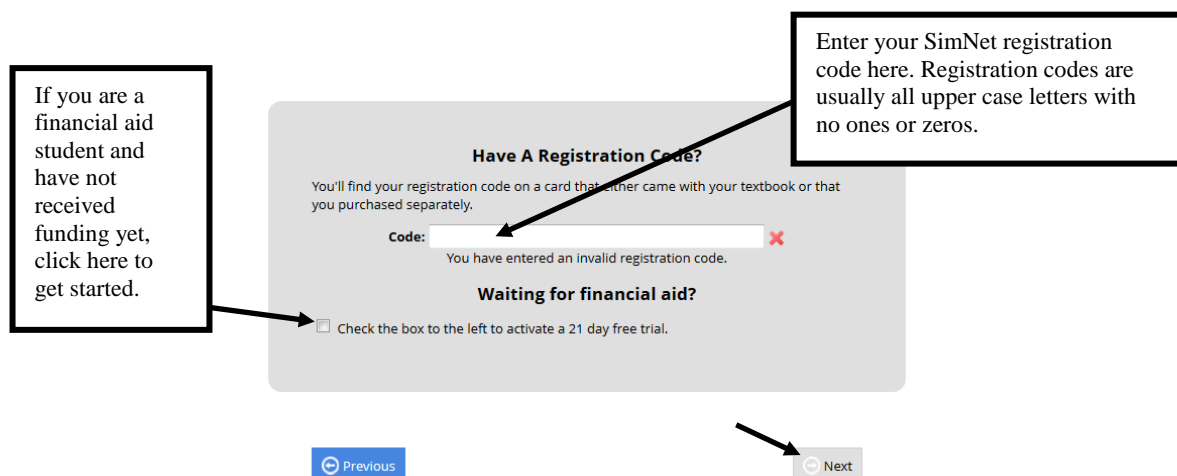 Enter your SimNet registration
code here. Registration codes are
usually all upper case letters with
no ones or zeros.
If you are a
financial aid
student and
have not
received
funding yet,
click here to
get started.
Have A Registration Code?
You'll find your registration code on a card that either came with your textbook or that
you purchased separately.
Code:
You have entered an invalid registration code.
Waiting for financial aid?
Check the box to the left to activate a 21 day free trial.
Previous
Next